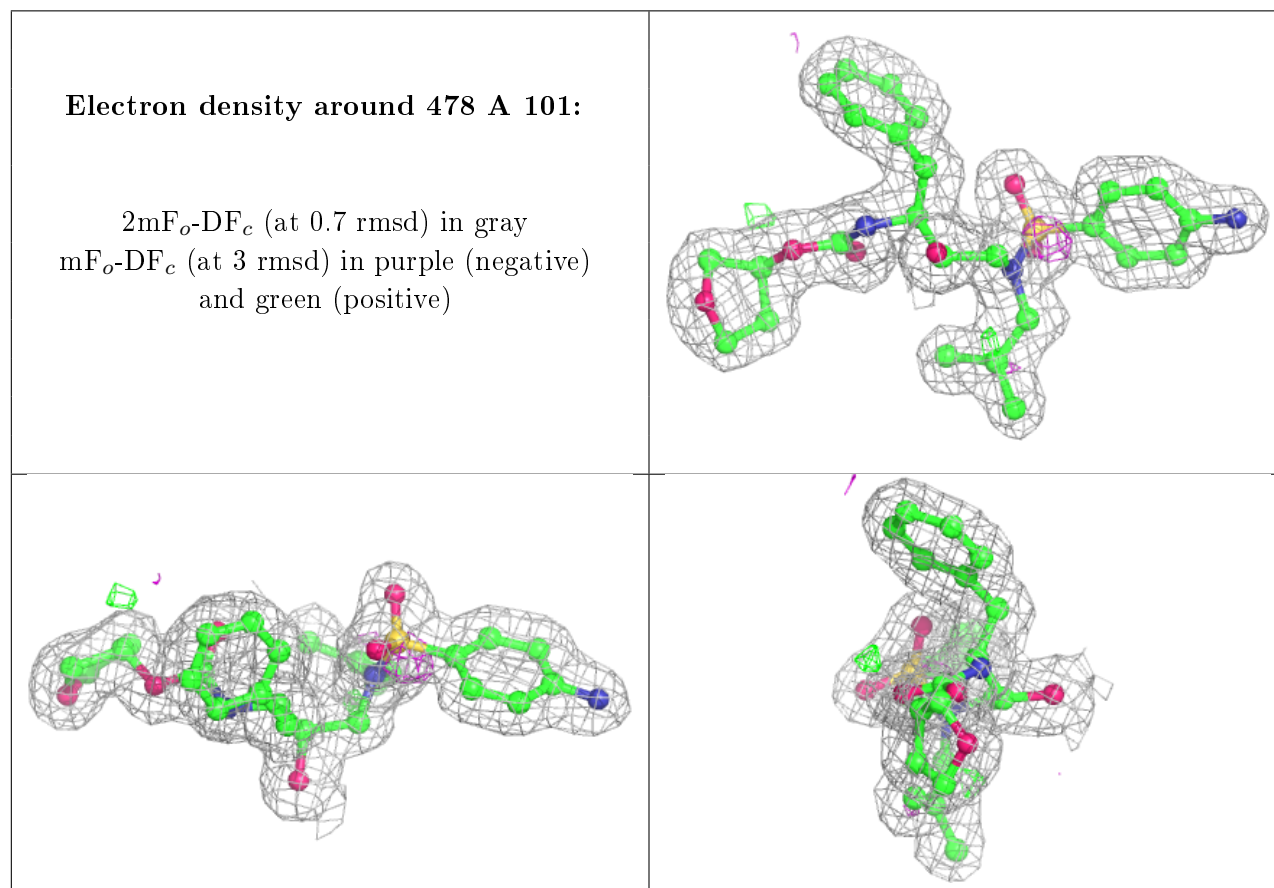 Electron density around 478 A 101:
2mFo-DFc (at 0.7 rmsd) in gray
mFo-DFc (at 3 rmsd) in purple (negative)
and green (positive)